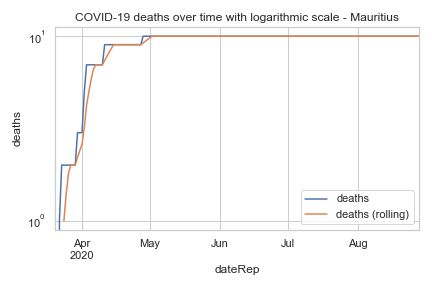 COVID-19 deaths over time with logarithmic scale - Mauritius
10¹
deaths
10⁰
deaths
deaths (rolling)
Apr
2020
May
Jun
Jul
Aug
dateRep